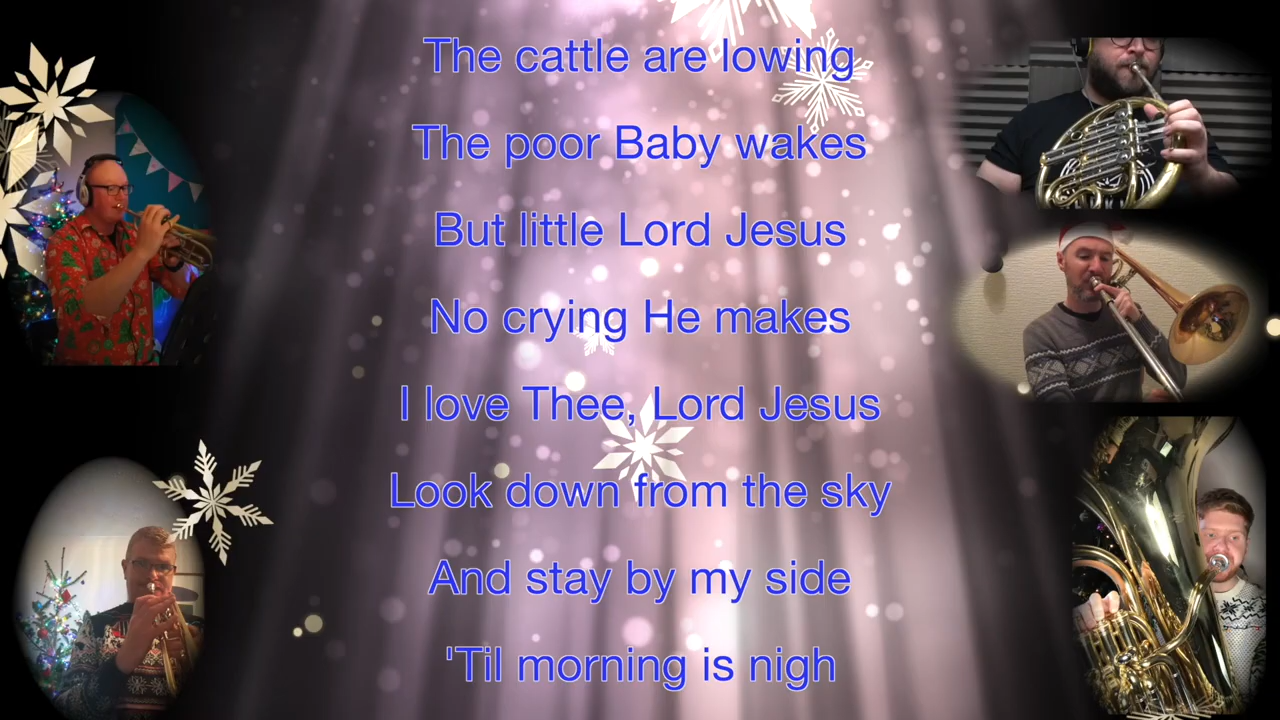 The cattle are lowing
The poor Baby wakes
But little Lord Jesus
No crying He makes
I love Thee, Lord Jesus
Look down from the sky
And stay by my side
'Til morning is nigh